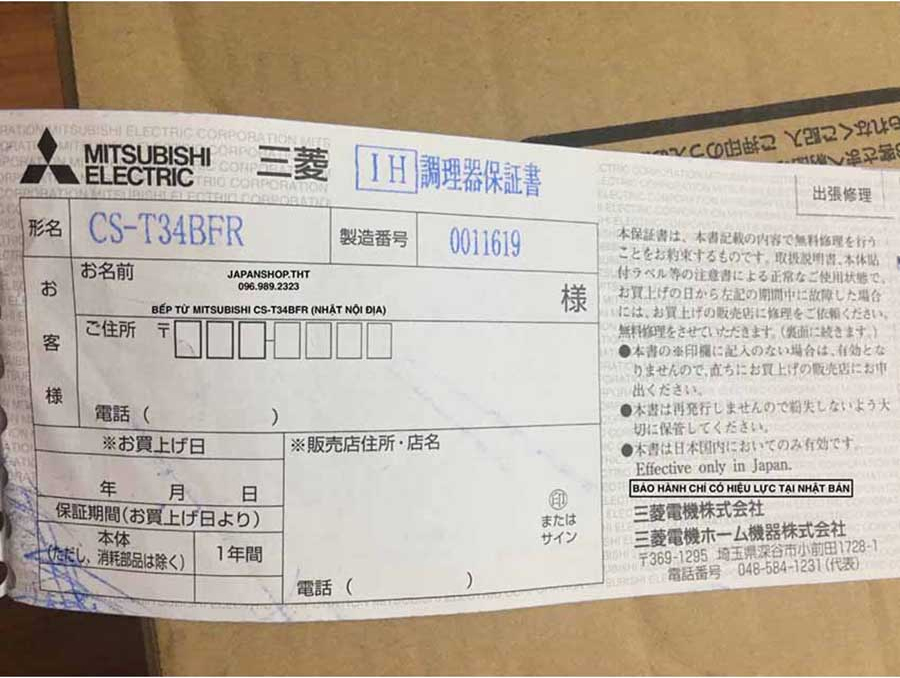 MITSUBISHI
ELECTRIC
三菱
IH調理器保証書
出張修理
形名
CS-T34BFR
製造番号
0011619
お客様
お名前
JAPANSHOP.THT
096.989.2323
様
BẾP TỪ MITSUBISHI CS-T34BFR (NHẬT NỘI ĐỊA)
ご住所 〒
電話 ( )
※お買上げ日
年 月 日
保証期間(お買上げ日より)
本体
(ただし、消耗部品は除く)
1年間
※販売店住所・店名
印
または
サイン
電話 ( )
本保証書は、本書記載の内容で無料修理を行う
ことをお約束するものです。取扱説明書、本体貼
付ラベル等の注意書による正常なご使用状態で、
お買上げの日から左記の期間中に故障した場合
には、お買上げの販売店に修理をご依頼ください。
無料修理をさせていただきます。(裏面に続きます。)
●本書の※印欄に記入のない場合は、有効とな
りませんので、直ちにお買上げの販売店にお申
出ください。
●本書は再発行しませんので紛失しないよう大
切に保管してください。
●本書は日本国内においてのみ有効です。
Effective only in Japan.
BẢO HÀNH CHỈ CÓ HIỆU LỰC TẠI NHẬT BẢN
三菱電機株式会社
三菱電機ホーム機器株式会社
〒369-1295 埼玉県深谷市小前田1728-1
電話番号 048-584-1231(代表)